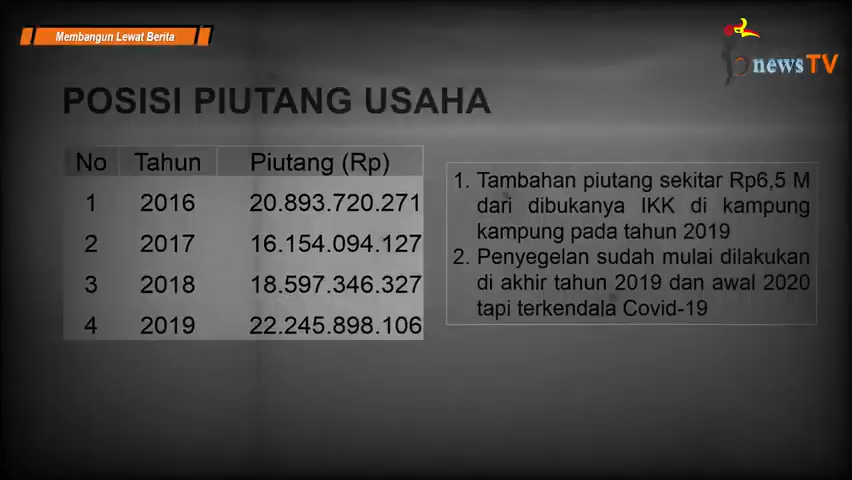 Membangun Lewat Berita
newsTV
POSISI PIUTANG USAHA
No Tahun Piutang (Rp)
1 2016 20.893.720.271
2 2017 16.154.094.127
3 2018 18.597.346.327
4 2019 22.245.898.106
1. Tambahan piutang sekitar Rp6,5 M
dari dibukanya IKK di kampung
kampung pada tahun 2019
2. Penyegelan sudah mulai dilakukan
di akhir tahun 2019 dan awal 2020
tapi terkendala Covid-19